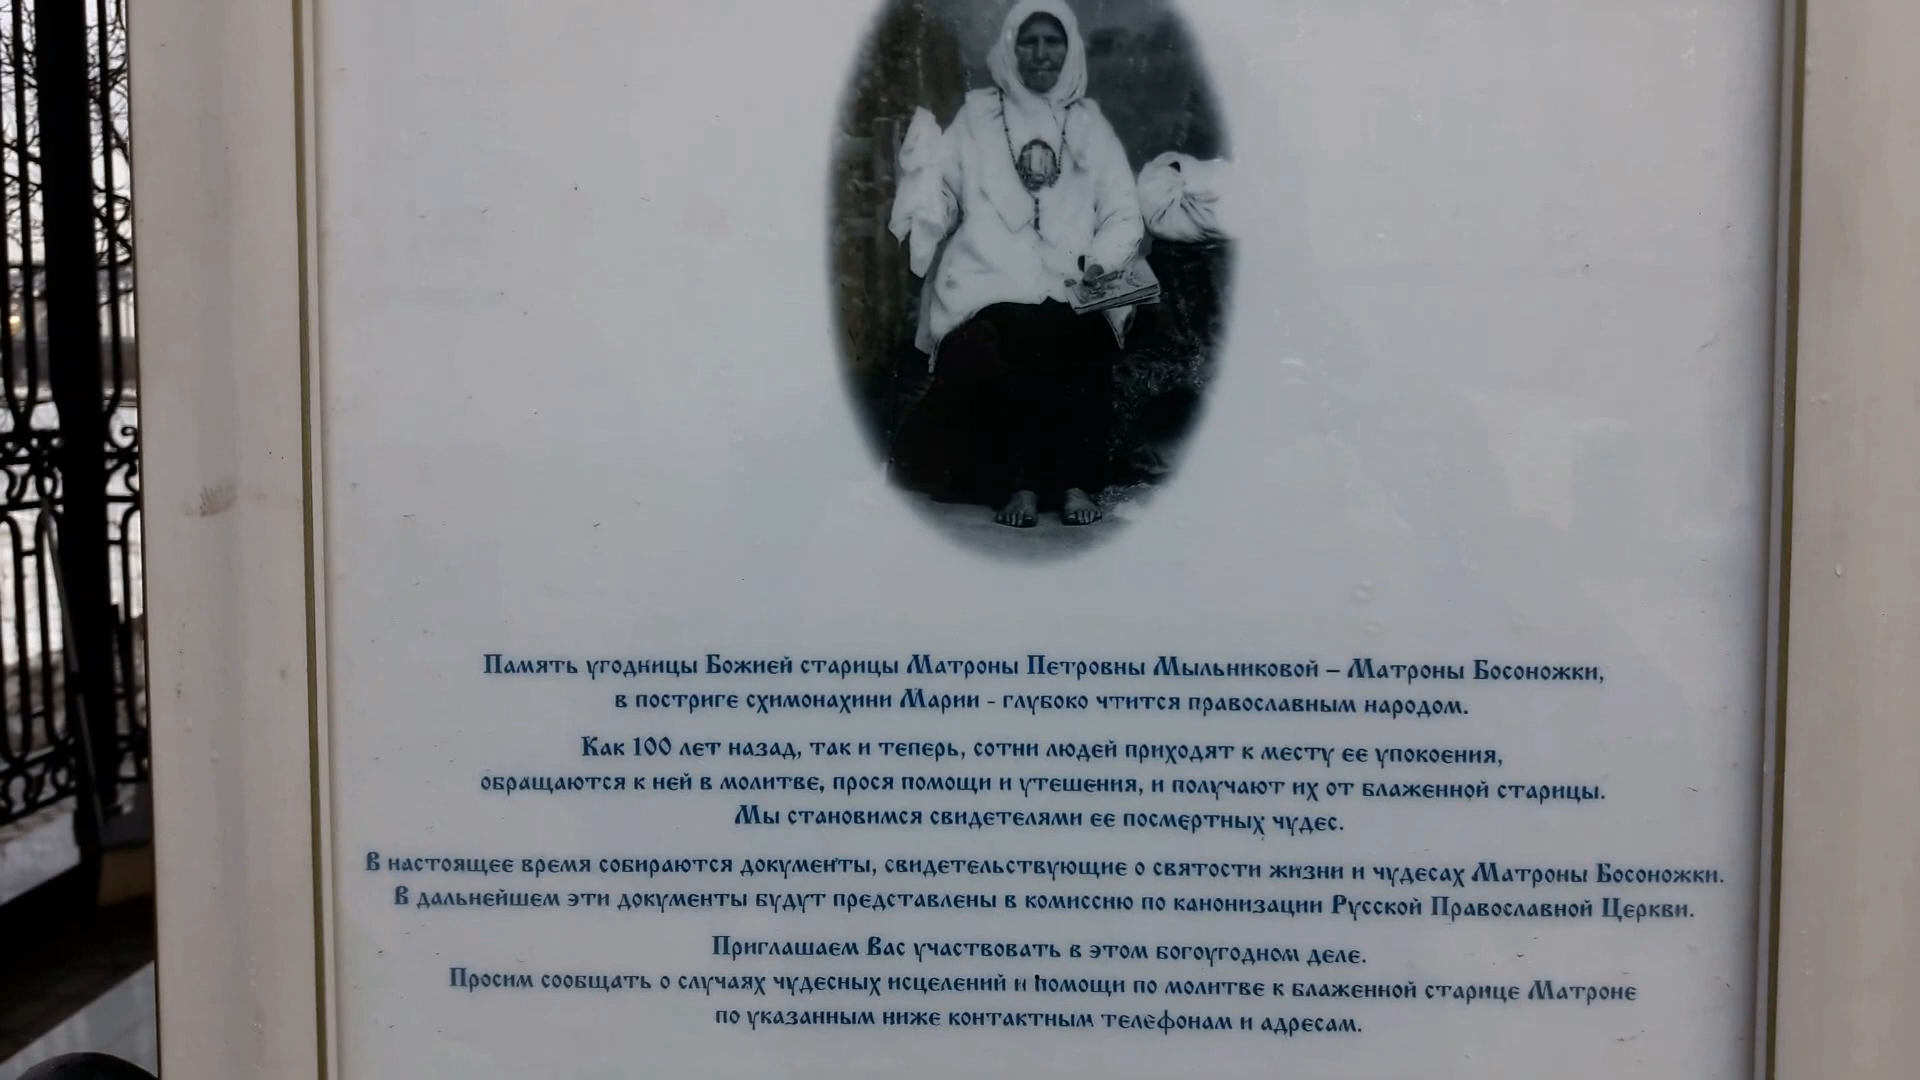 Память угодницы Божией старицы Матроны Петровны Мыльниковой – Матроны Босоножки,
в постриге схимонахини Марии - глубоко чтится православным народом.
Как 100 лет назад, так и теперь, сотни людей приходят к месту ее упокоения,
обращаются к ней в молитве, прося помощи и утешения, и получают их от блаженной старицы.
Мы становимся свидетелями ее посмертных чудес.
В настоящее время собираются документы, свидетельствующие о святости жизни и чудесах Матроны Босоножки.
В дальнейшем эти документы будут представлены в комиссию по канонизации Русской Православной Церкви.
Приглашаем Вас участвовать в этом богоугодном деле.
Просим сообщать о случаях чудесных исцелений и помощи по молитве к блаженной старице Матроне
по указанным ниже контактным телефонам и адресам.